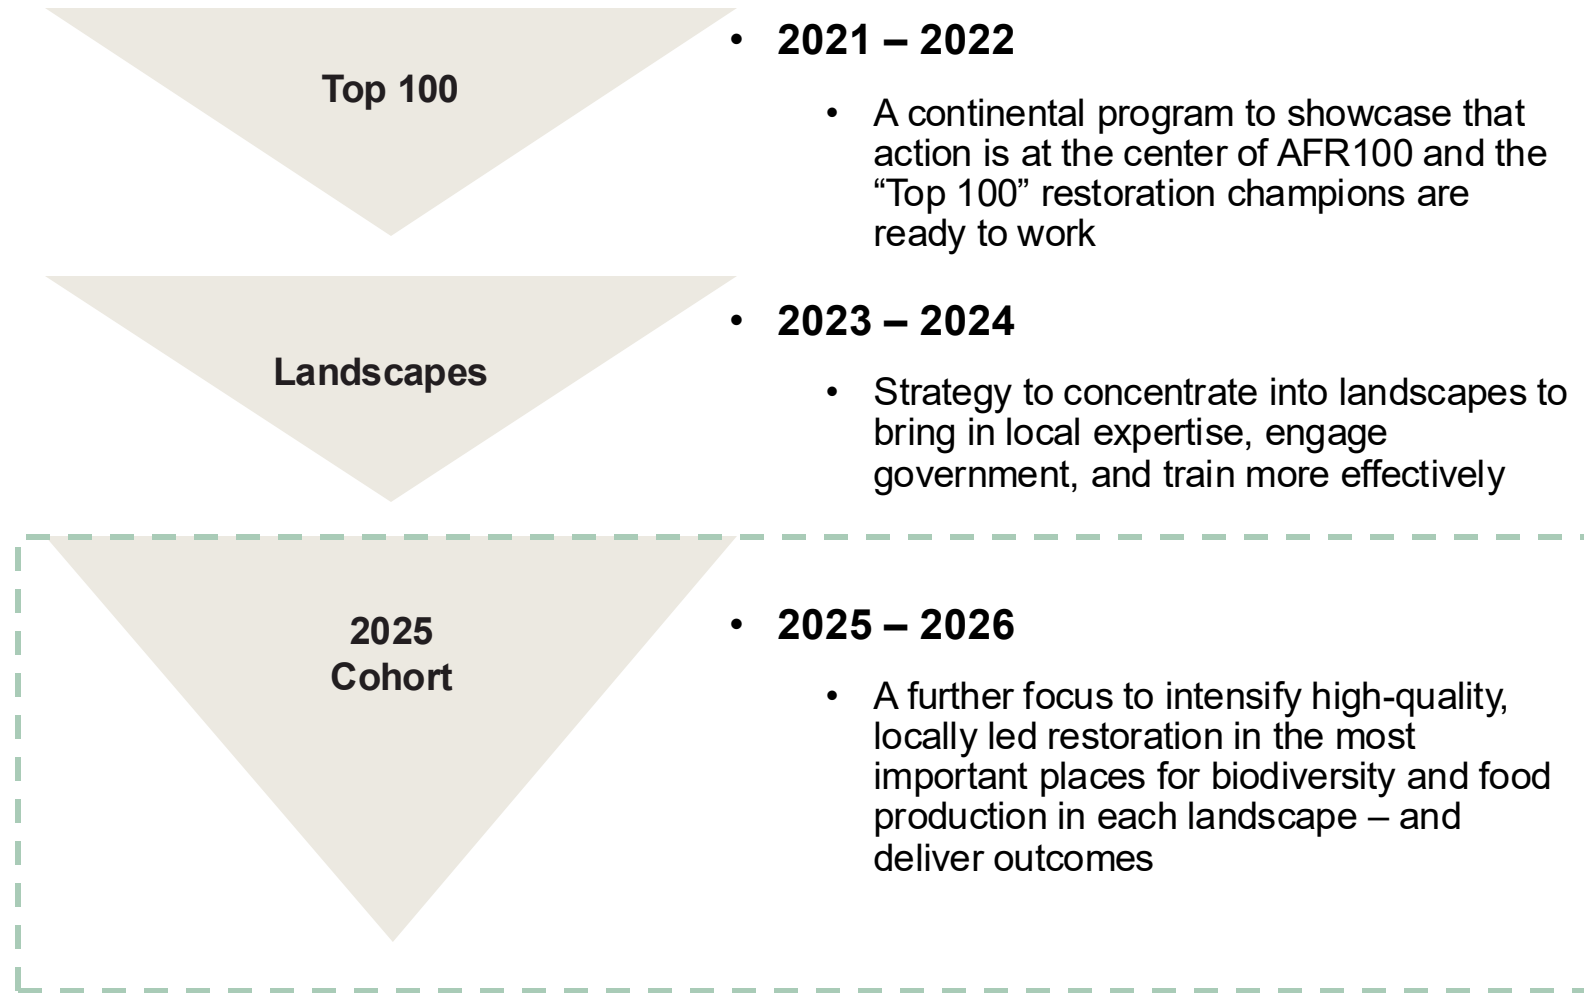 Top 100
• 2021 – 2022
• A continental program to showcase that
action is at the center of AFR100 and the
“Top 100” restoration champions are
ready to work
Landscapes
• 2023 – 2024
• Strategy to concentrate into landscapes to
bring in local expertise, engage
government, and train more effectively
2025
Cohort
• 2025 – 2026
• A further focus to intensify high-quality,
locally led restoration in the most
important places for biodiversity and food
production in each landscape – and
deliver outcomes